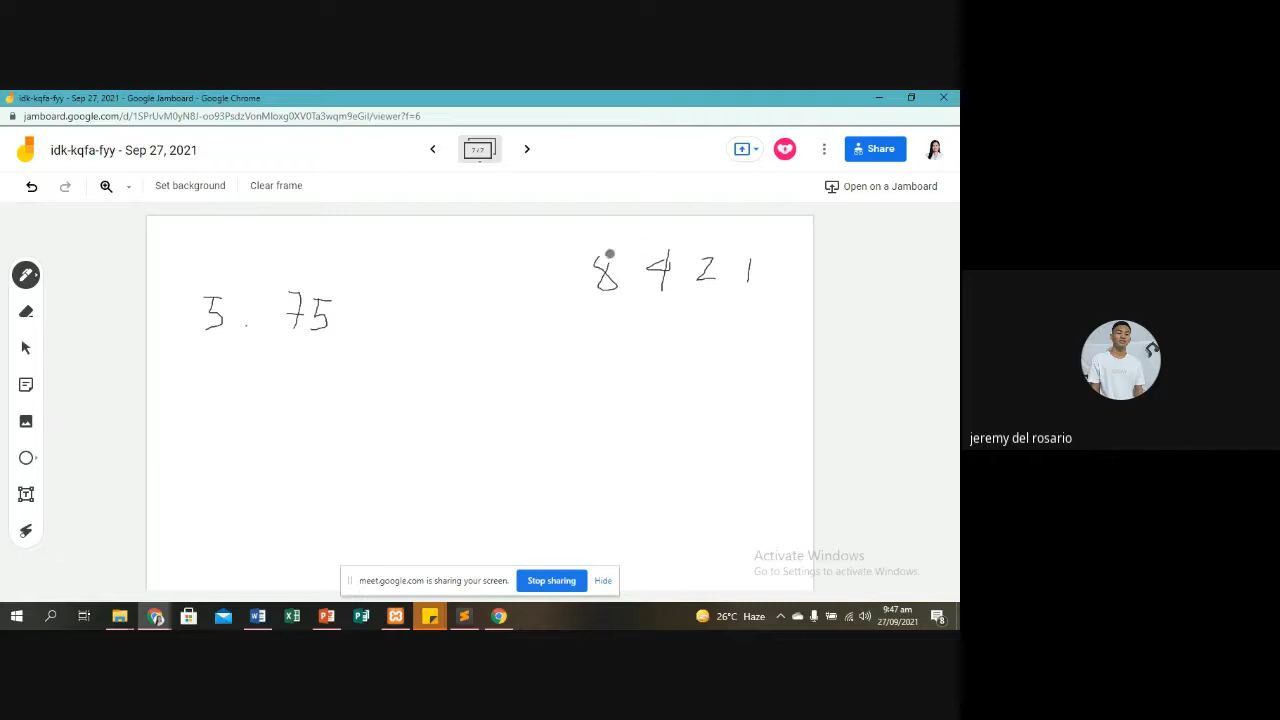 idk-kqfa-fyy - Sep 27, 2021 - Google Jamboard - Google Chrome
idk-kqfa-fyy - Sep 27, 2021
7/7
Share
Set background
Clear frame
Open on a Jamboard
8 4 2 1
5. 75
jeremy del rosario
Activate Windows
Go to Settings to activate Windows.
meet.google.com is sharing your screen.
Stop sharing
Hide
26°C Haze
9:47 am
27/09/2021
8